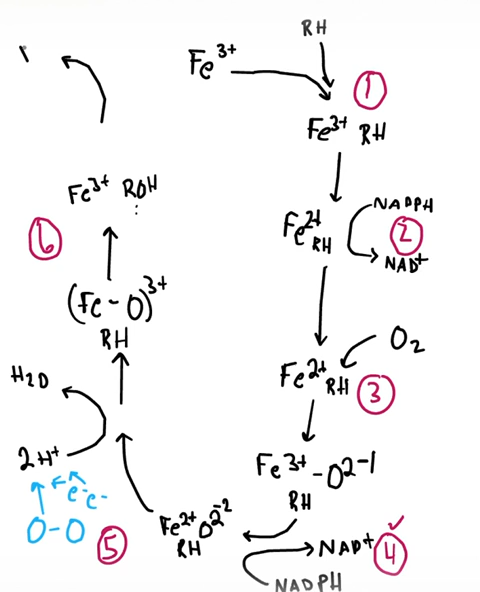 RH
Fe3+
1
Fe3+ RH
Fe3+ ROH
Fe2+ RH
NADPH
2
NAD+
6
(Fe-O)3+
RH
O2
Fe2+ RH
3
H2O
2H+
Fe3+-O2-1
RH
e- e-
O-O
5
Fe2+O2-2
RH
NAD+
4
NADPH